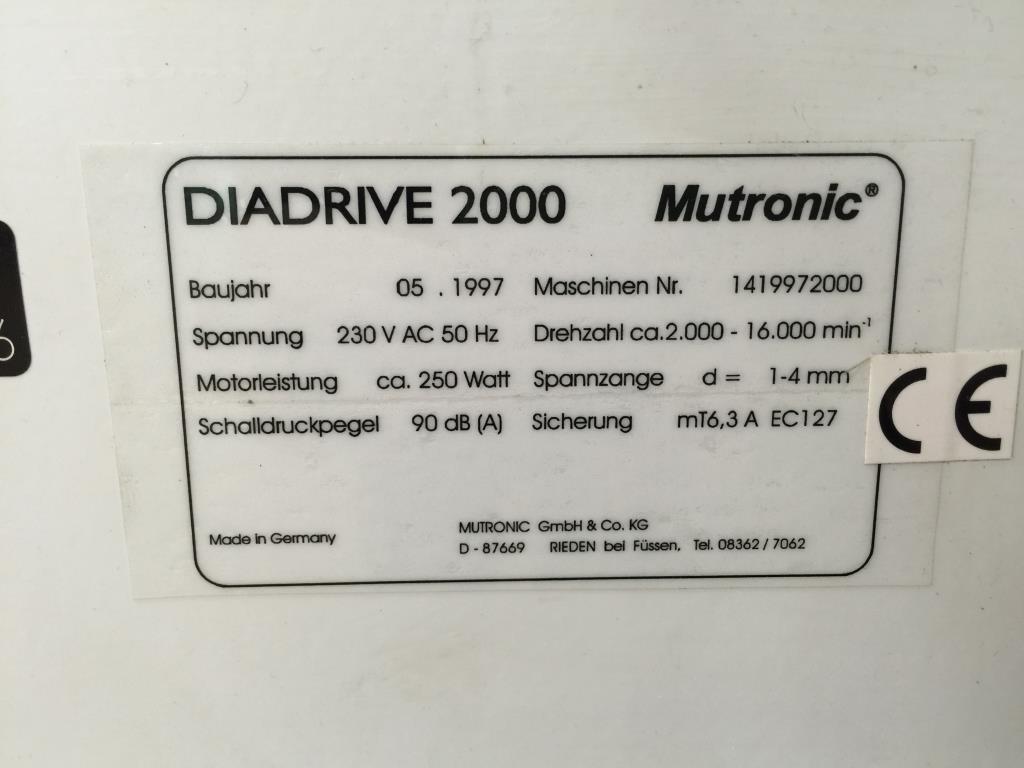 DIADRIVE 2000 Mutronic®
Baujahr 05 . 1997 Maschinen Nr. 1419972000
Spannung 230 V AC 50 Hz Drehzahl ca.2.000 - 16.000 min⁻¹
Motorleistung ca. 250 Watt Spannzange d = 1-4 mm
Schalldruckpegel 90 dB (A) Sicherung mT6,3 A EC127
CE
Made in Germany
MUTRONIC GmbH & Co. KG
D - 87669 RIEDEN bei Füssen, Tel. 08362 / 7062